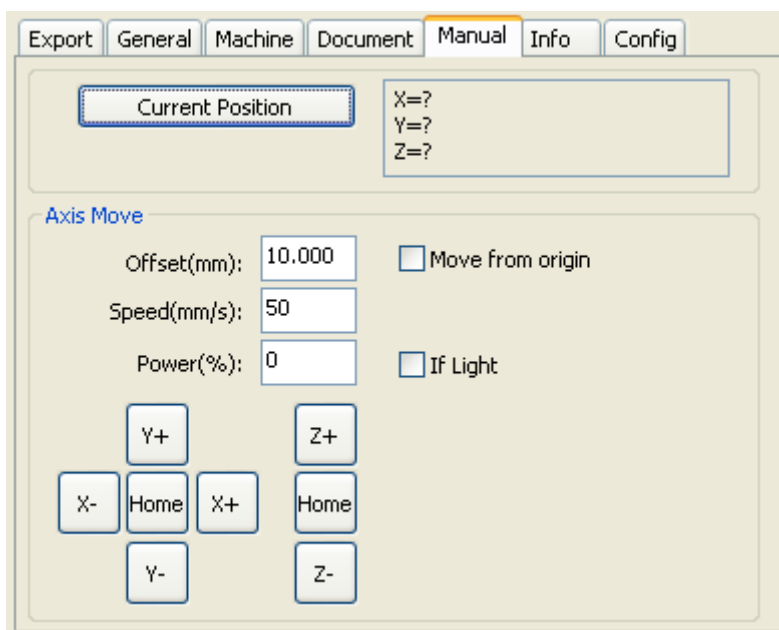 Export General Machine Document Manual Info Config
Current Position
X=?
Y=?
Z=?
Axis Move
Offset(mm): 10.000 Move from origin
Speed(mm/s): 50
Power(%): 0 If Light
Y+ Z+
X- Home X+ Home
Y- Z-